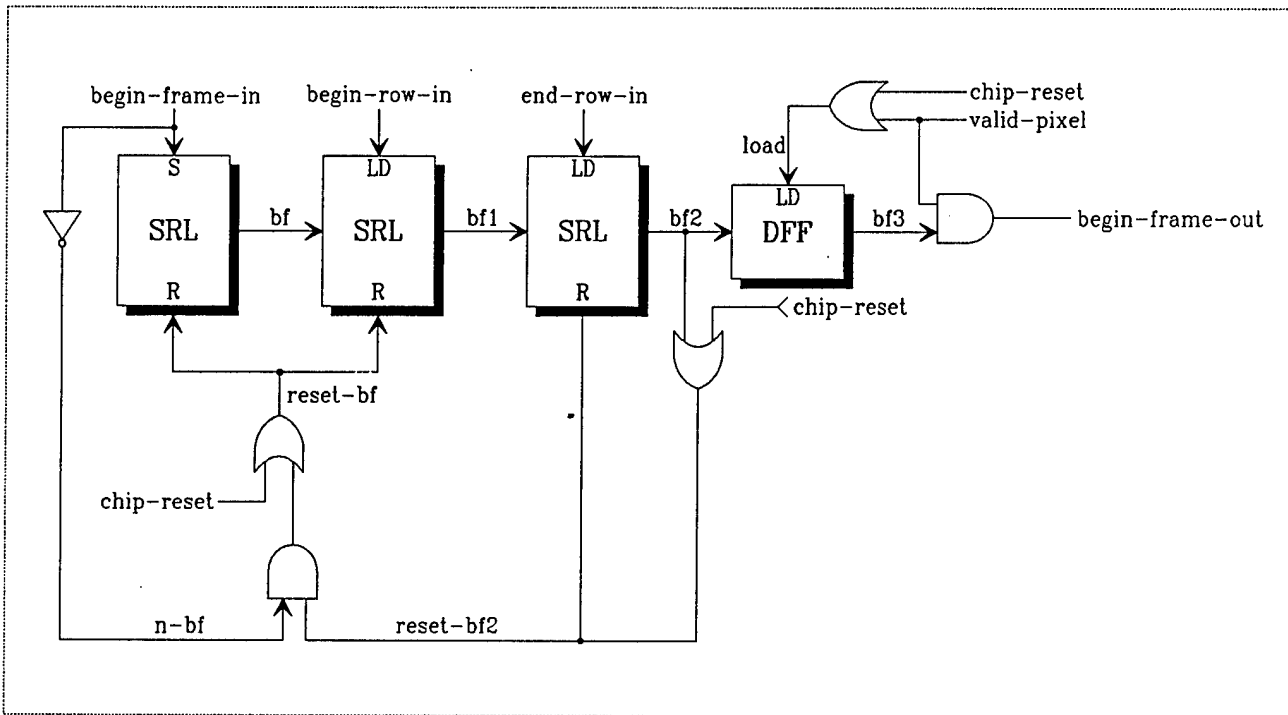 begin-frame-in
begin-row-in
end-row-in
chip-reset
valid-pixel
load
S
LD
LD
LD
SRL
bf
SRL
bf1
SRL
bf2
DFF
bf3
begin-frame-out
R
R
R
chip-reset
reset-bf
chip-reset
n-bf
reset-bf2